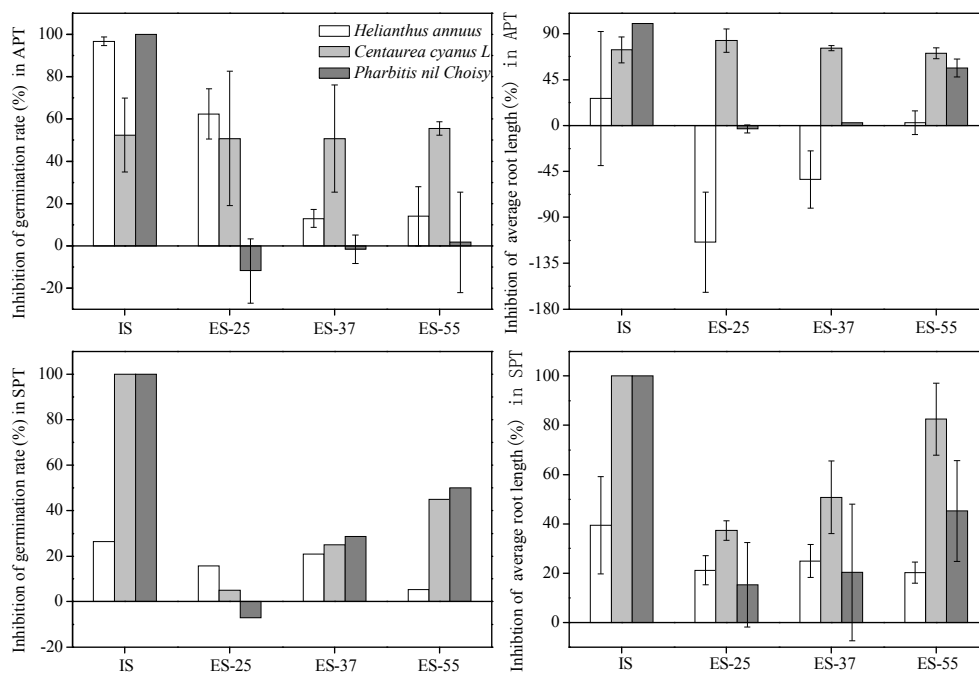 Inhibition of germination rate (%) in APT
100
80
60
40
20
0
-20
Helianthus annuus
Centaurea cyanus L
Pharbitis nil Choisy
IS
ES-25
ES-37
ES-55
Inhibtion of average root length(%) in APT
90
45
0
-45
-90
-135
-180
IS
ES-25
ES-37
ES-55
Inhibition of germination rate (%) in SPT
100
80
60
40
20
0
-20
IS
ES-25
ES-37
ES-55
Inhibtion of average root length(%) in SPT
100
80
60
40
20
0
IS
ES-25
ES-37
ES-55